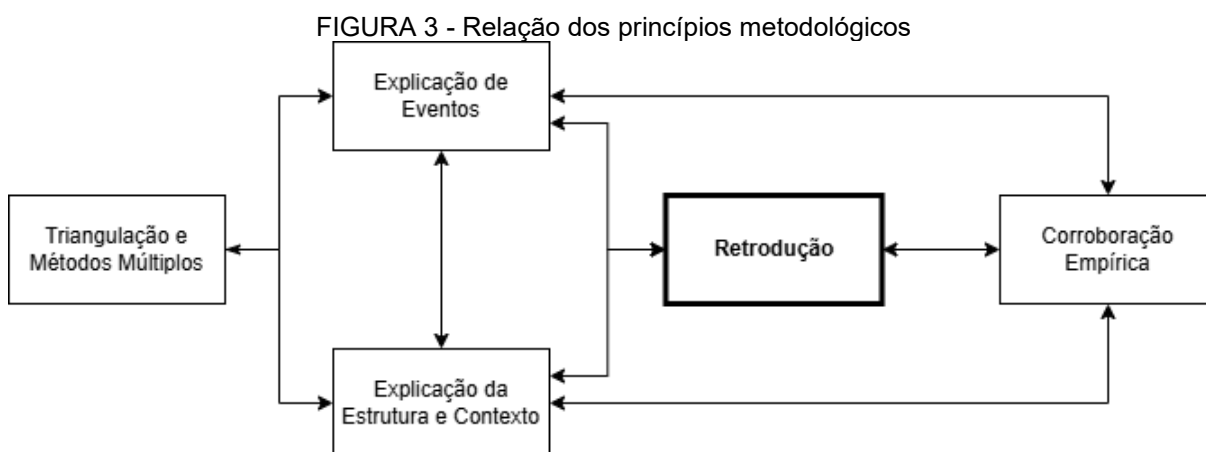 FIGURA 3 - Relação dos princípios metodológicos
Explicação de
Eventos
Triangulação e
Métodos Múltiplos
Retrodução
Corroboração
Empírica
Explicação da
Estrutura e Contexto